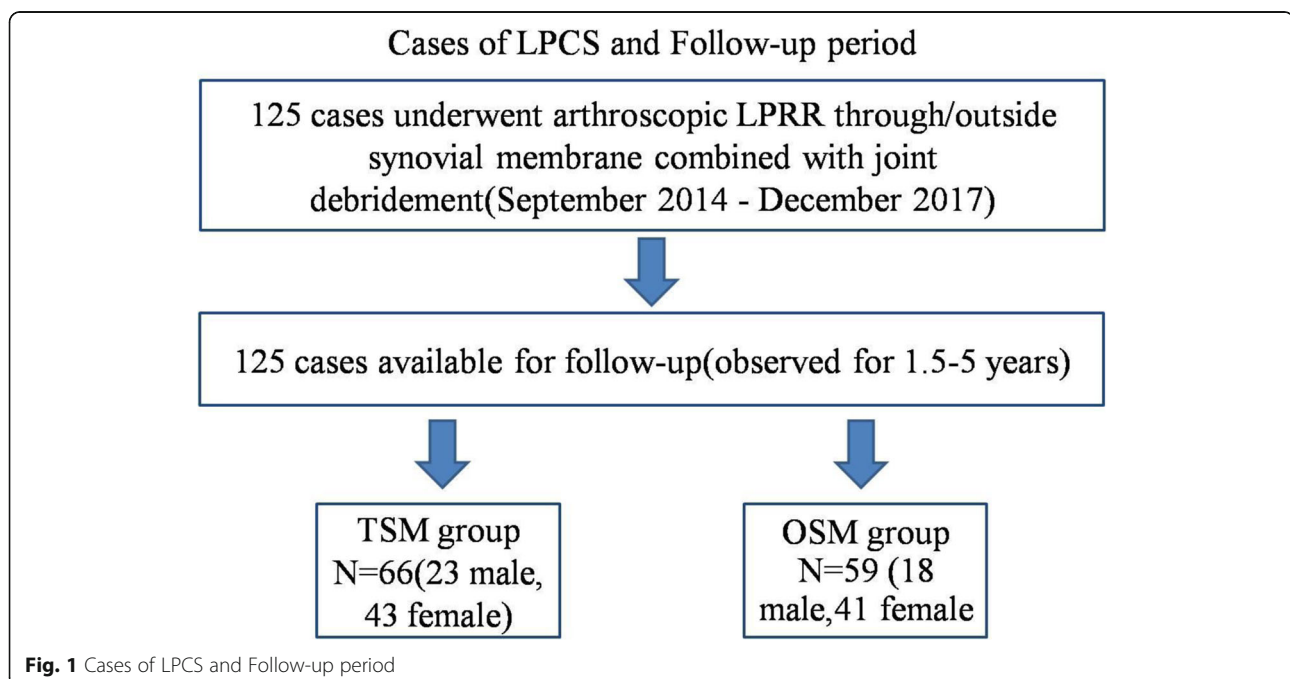 Cases of LPCS and Follow-up period
125 cases underwent arthroscopic LPRR through/outside
synovial membrane combined with joint
debridement(September 2014 - December 2017)
125 cases available for follow-up(observed for 1.5-5 years)
TSM group
N=66(23 male,
43 female)
OSM group
N=59 (18
male,41 female
Fig. 1 Cases of LPCS and Follow-up period